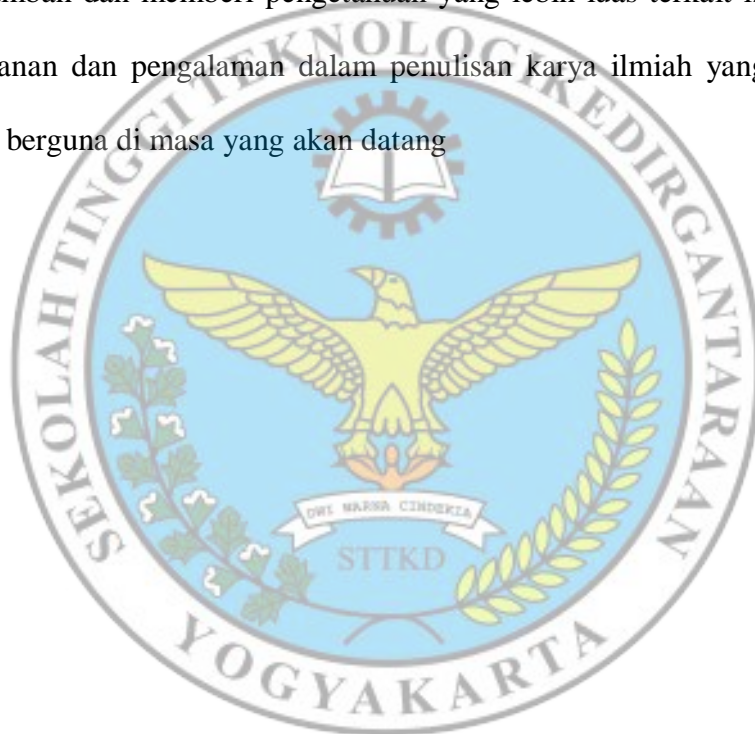 dan memberi pengetahuan yang lebih luas terkait
dan pengalaman dalam penulisan karya ilmiah yang
berguna di masa yang akan datang
SEKOLAH TINGGI TEKNOLOGI KEDIRGANTARAAN
DWI WARNA CINDEKIA
STTKD
YOGYAKARTA